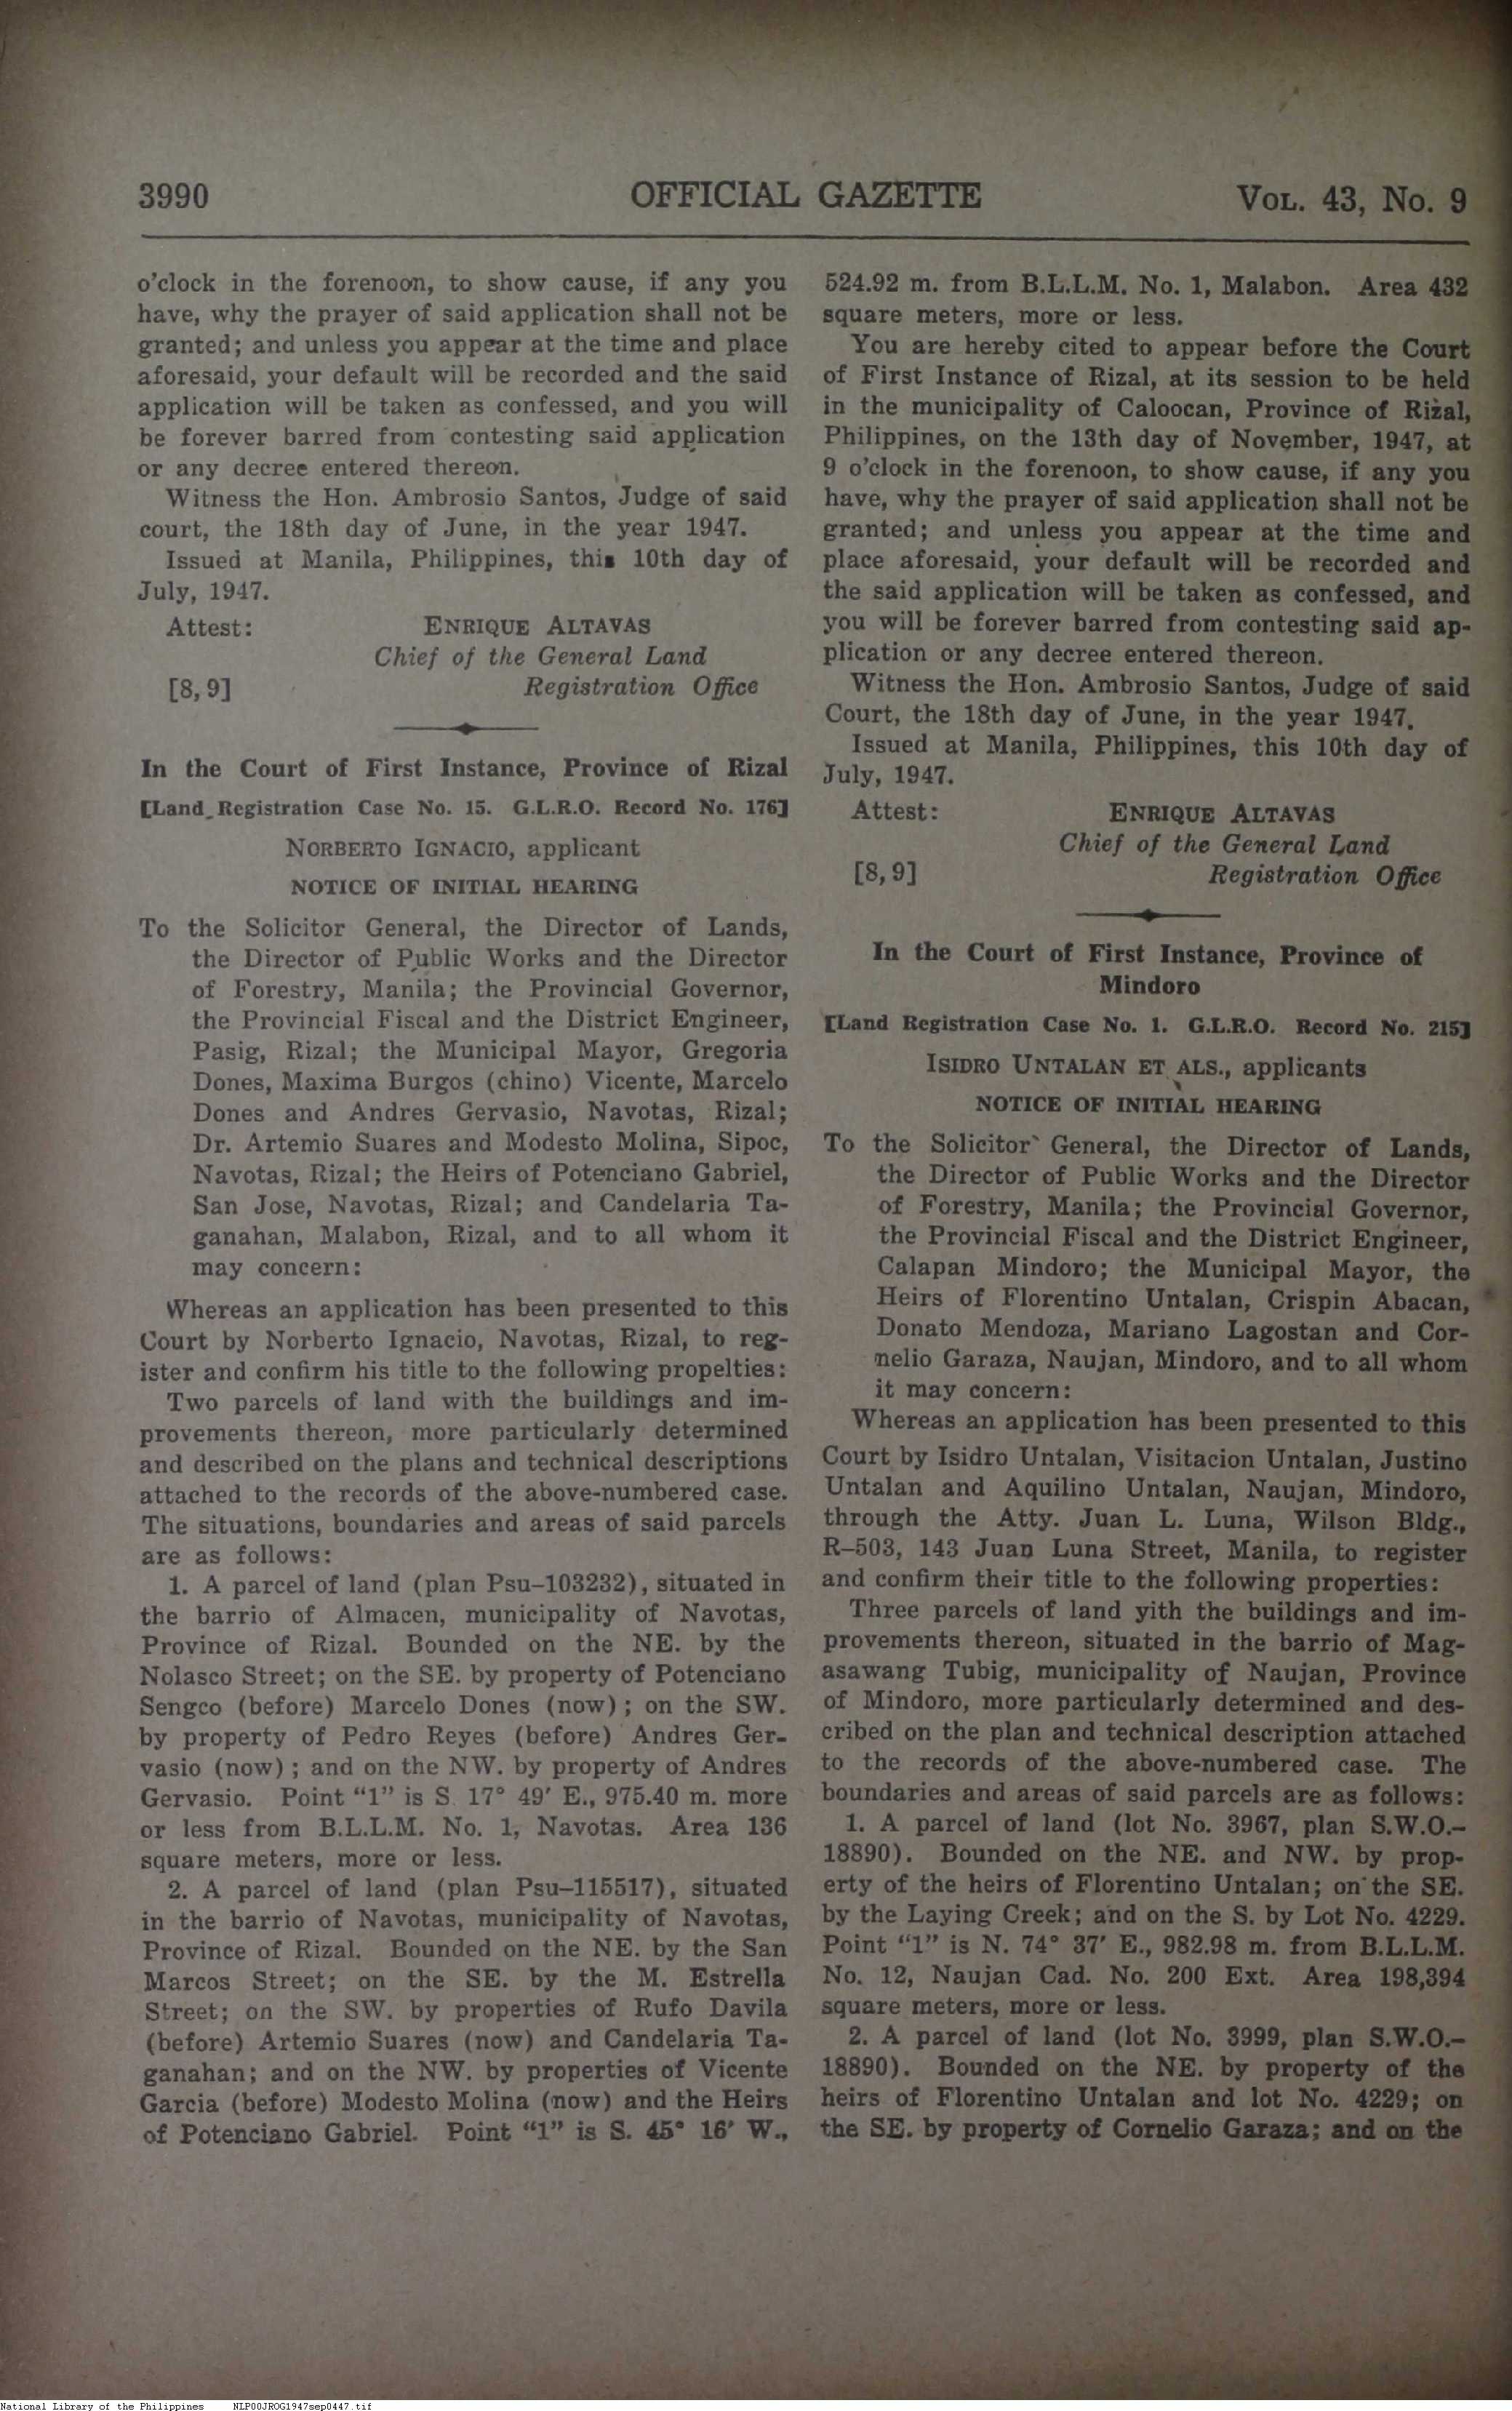 3990 OFFICIAL GAZETTE VOL. 43, No. 9
o'clock in the forenoon, to show cause, if any you
have, why the prayer of said application shall not be
granted; and unless you appear at the time and place
aforesaid, your default will be recorded and the said
application will be taken as confessed, and you will
be forever barred from contesting said application
or any decree entered thereon.
Witness the Hon. Ambrosio Santos, Judge of said
court, the 18th day of June, in the year 1947.
Issued at Manila, Philippines, this 10th day of
July, 1947.
Attest: ENRIQUE ALTAVAS
Chief of the General Land
[8, 9] Registration Office
In the Court of First Instance, Province of Rizal
[Land Registration Case No. 15. G.L.R.O. Record No. 176]
NORBERTO IGNACIO, applicant
NOTICE OF INITIAL HEARING
To the Solicitor General, the Director of Lands,
the Director of Public Works and the Director
of Forestry, Manila; the Provincial Governor,
the Provincial Fiscal and the District Engineer,
Pasig, Rizal; the Municipal Mayor, Gregoria
Dones, Maxima Burgos (chino) Vicente, Marcelo
Dones and Andres Gervasio, Navotas, Rizal;
Dr. Artemio Suares and Modesto Molina, Sipoc,
Navotas, Rizal; the Heirs of Potenciano Gabriel,
San Jose, Navotas, Rizal; and Candelaria Ta-
ganahan, Malabon, Rizal, and to all whom it
may concern:
Whereas an application has been presented to this
Court by Norberto Ignacio, Navotas, Rizal, to reg-
ister and confirm his title to the following propelties:
Two parcels of land with the buildings and im-
provements thereon, more particularly determined
and described on the plans and technical descriptions
attached to the records of the above-numbered case.
The situations, boundaries and areas of said parcels
are as follows:
1. A parcel of land (plan Psu–103232), situated in
the barrio of Almacen, municipality of Navotas,
Province of Rizal. Bounded on the NE. by the
Nolasco Street; on the SE. by property of Potenciano
Sengco (before) Marcelo Dones (now); on the SW.
by property of Pedro Reyes (before) Andres Ger-
vasio (now); and on the NW. by property of Andres
Gervasio. Point "1" is S. 17° 49' E., 975.40 m. more
or less from B.L.L.M. No. 1, Navotas. Area 136
square meters, more or less.
2. A parcel of land (plan Psu–115517), situated
in the barrio of Navotas, municipality of Navotas,
Province of Rizal. Bounded on the NE. by the San
Marcos Street; on the SE. by the M. Estrella
Street; on the SW. by properties of Rufo Davila
(before) Artemio Suares (now) and Candelaria Ta-
ganahan; and on the NW. by properties of Vicente
Garcia (before) Modesto Molina (now) and the Heirs
of Potenciano Gabriel. Point "1" is S. 45° 16' W.,
524.92 m. from B.L.L.M. No. 1, Malabon. Area 432
square meters, more or less.
You are hereby cited to appear before the Court
of First Instance of Rizal, at its session to be held
in the municipality of Caloocan, Province of Rizal,
Philippines, on the 13th day of November, 1947, at
9 o'clock in the forenoon, to show cause, if any you
have, why the prayer of said application shall not be
granted; and unless you appear at the time and
place aforesaid, your default will be recorded and
the said application will be taken as confessed, and
you will be forever barred from contesting said ap-
plication or any decree entered thereon.
Witness the Hon. Ambrosio Santos, Judge of said
Court, the 18th day of June, in the year 1947.
Issued at Manila, Philippines, this 10th day of
July, 1947.
Attest: ENRIQUE ALTAVAS
Chief of the General Land
[8, 9] Registration Office
In the Court of First Instance, Province of
Mindoro
[Land Registration Case No. 1. G.L.R.O. Record No. 215]
ISIDRO UNTALAN ET ALS., applicants
NOTICE OF INITIAL HEARING
To the Solicitor General, the Director of Lands,
the Director of Public Works and the Director
of Forestry, Manila; the Provincial Governor,
the Provincial Fiscal and the District Engineer,
Calapan Mindoro; the Municipal Mayor, the
Heirs of Florentino Untalan, Crispin Abacan,
Donato Mendoza, Mariano Lagostan and Cor-
nelio Garaza, Naujan, Mindoro, and to all whom
it may concern:
Whereas an application has been presented to this
Court by Isidro Untalan, Visitacion Untalan, Justino
Untalan and Aquilino Untalan, Naujan, Mindoro,
through the Atty. Juan L. Luna, Wilson Bldg.,
R–503, 143 Juan Luna Street, Manila, to register
and confirm their title to the following properties:
Three parcels of land yith the buildings and im-
provements thereon, situated in the barrio of Mag-
asawang Tubig, municipality of Naujan, Province
of Mindoro, more particularly determined and des-
cribed on the plan and technical description attached
to the records of the above-numbered case. The
boundaries and areas of said parcels are as follows:
1. A parcel of land (lot No. 3967, plan S.W.O.–
18890). Bounded on the NE. and NW. by prop-
erty of the heirs of Florentino Untalan; on the SE.
by the Laying Creek; and on the S. by Lot No. 4229.
Point "1" is N. 74° 37' E., 982.98 m. from B.L.L.M.
No. 12, Naujan Cad. No. 200 Ext. Area 198,394
square meters, more or less.
2. A parcel of land (lot No. 3999, plan S.W.O.–
18890). Bounded on the NE. by property of the
heirs of Florentino Untalan and lot No. 4229; on
the SE. by property of Cornelio Garaza; and on the
National Library of the Philippines NLP00JROG1947sep0447.tif